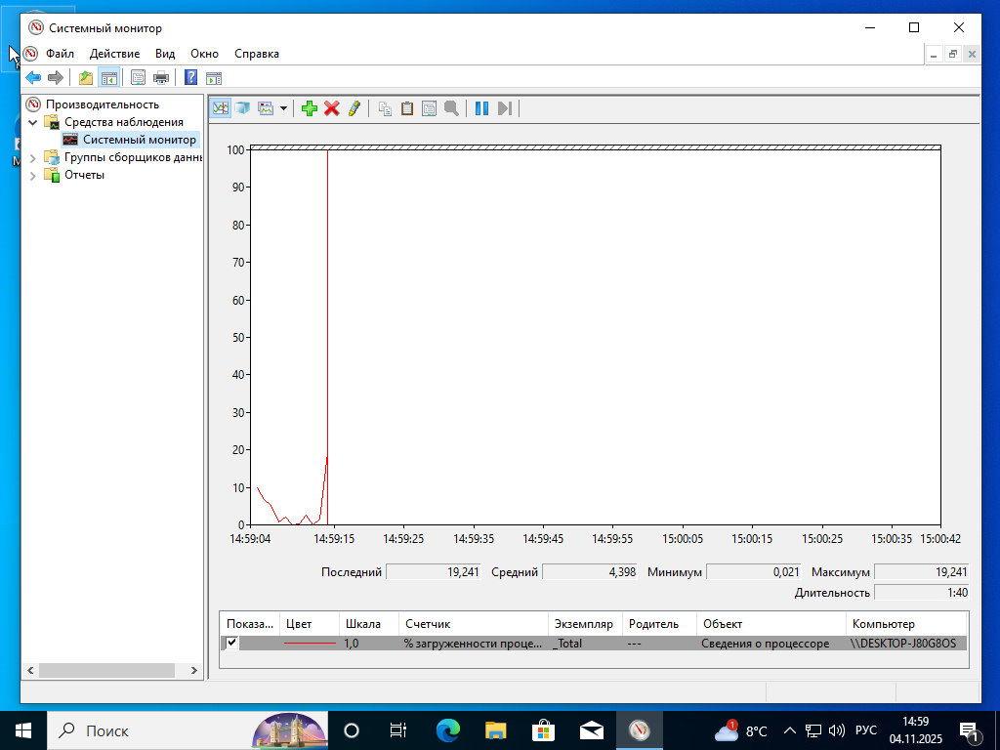 Системный монитор
Файл Действие Вид Окно Справка
Производительность
Средства наблюдения
Системный монитор
Группы сборщиков данн
Отчеты
100
90
80
70
60
50
40
30
20
10
0
14:59:04 14:59:15 14:59:25 14:59:35 14:59:45 14:59:55 15:00:05 15:00:15 15:00:25 15:00:35 15:00:42
Последний 19,241 Средний 4,398 Минимум 0,021 Максимум 19,241
Длительность 1:40
Показа... Цвет Шкала Счетчик Экземпляр Родитель Объект Компьютер
1,0 % загруженности проце... _Total --- Сведения о процессоре \\DESKTOP-J80G8OS
Поиск
1 8°C РУС 14:59
04.11.2025 1